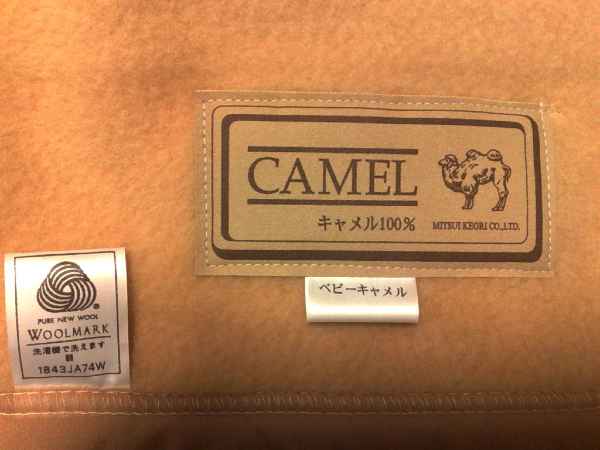 CAMEL
キャメル100%
MITSUI KEORI CO.,LTD.
ベビーキャメル
PURE NEW WOOL
WOOLMARK
洗濯機で洗えます
1843JA74W